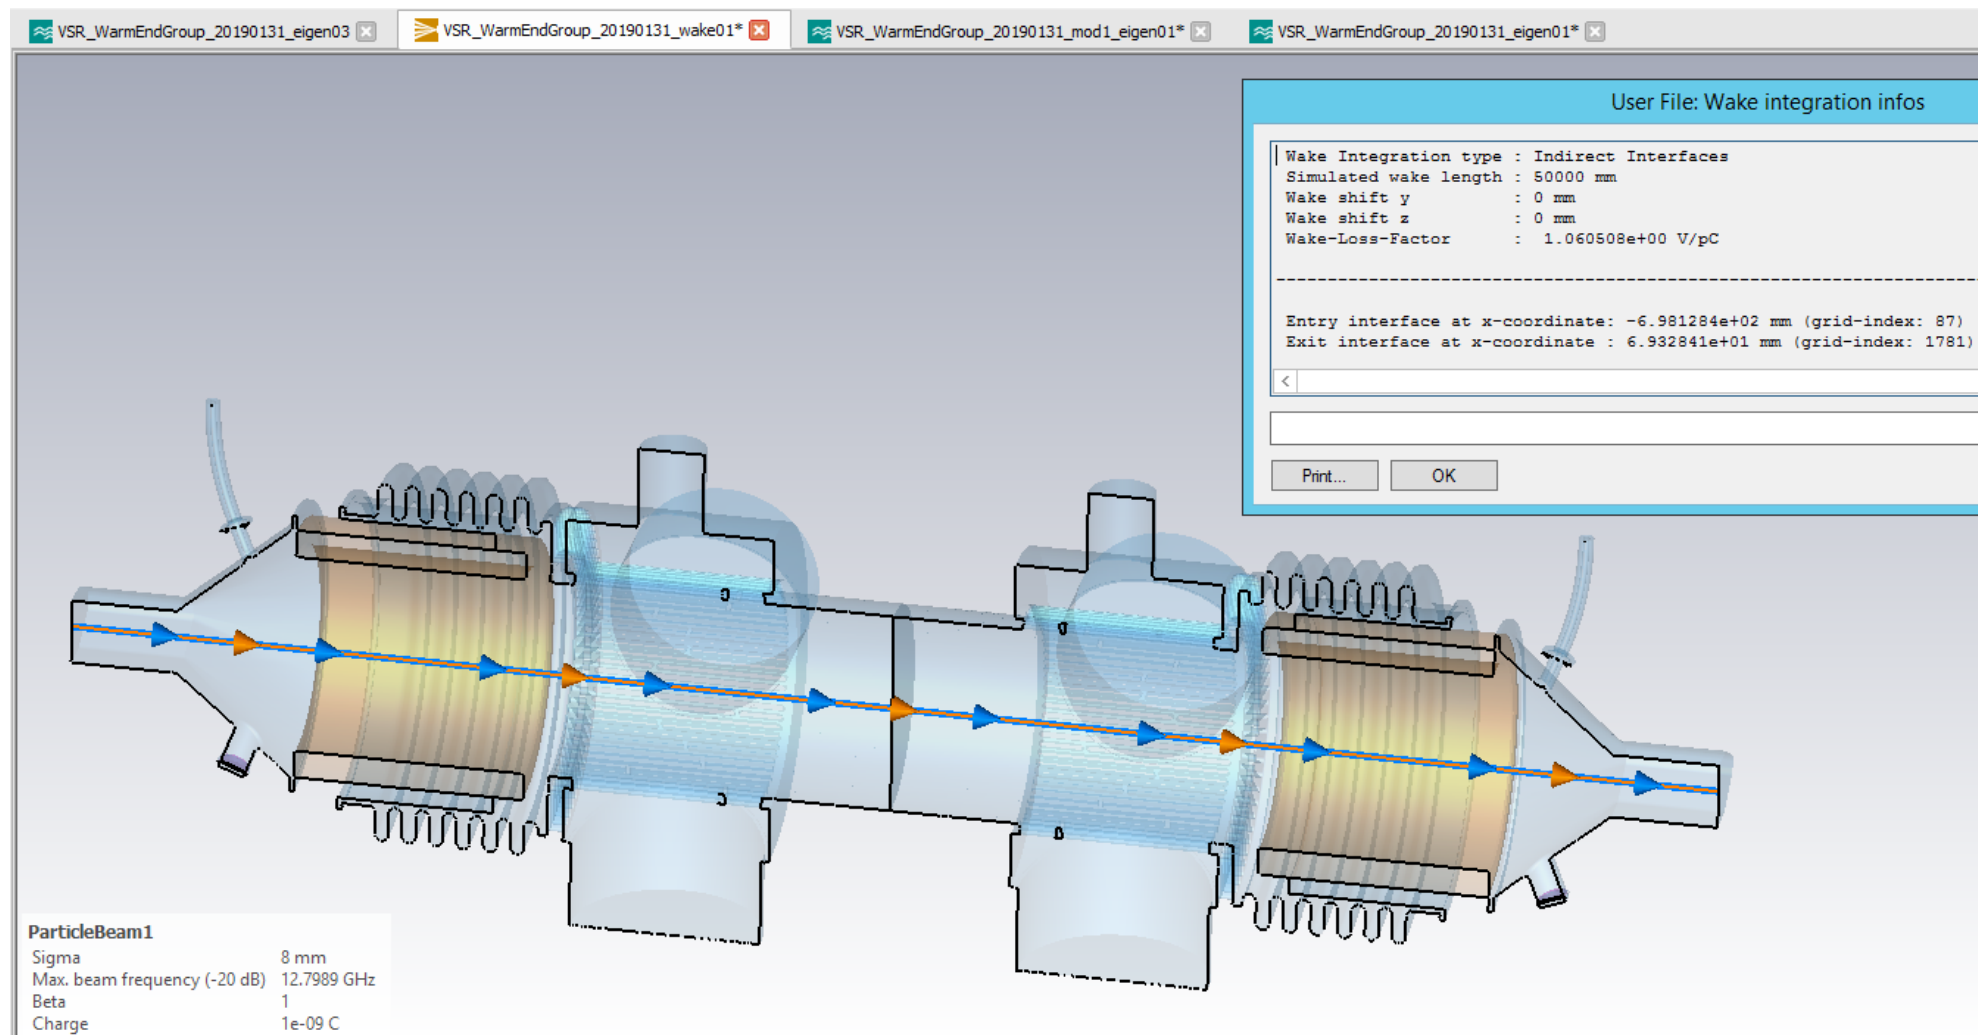 VSR_WarmEndGroup_20190131_eigen03
VSR_WarmEndGroup_20190131_wake01*
VSR_WarmEndGroup_20190131_mod1_eigen01*
VSR_WarmEndGroup_20190131_eigen01*
User File: Wake integration infos
Wake Integration type : Indirect Interfaces
Simulated wake length : 50000 mm
Wake shift y : 0 mm
Wake shift z : 0 mm
Wake-Loss-Factor : 1.060508e+00 V/pC
--------------------------------------------------------------------
Entry interface at x-coordinate: -6.981284e+02 mm (grid-index: 87)
Exit interface at x-coordinate : 6.932841e+01 mm (grid-index: 1781)
Print...
OK
ParticleBeam1
Sigma 8 mm
Max. beam frequency (-20 dB) 12.7989 GHz
Beta 1
Charge 1e-09 C